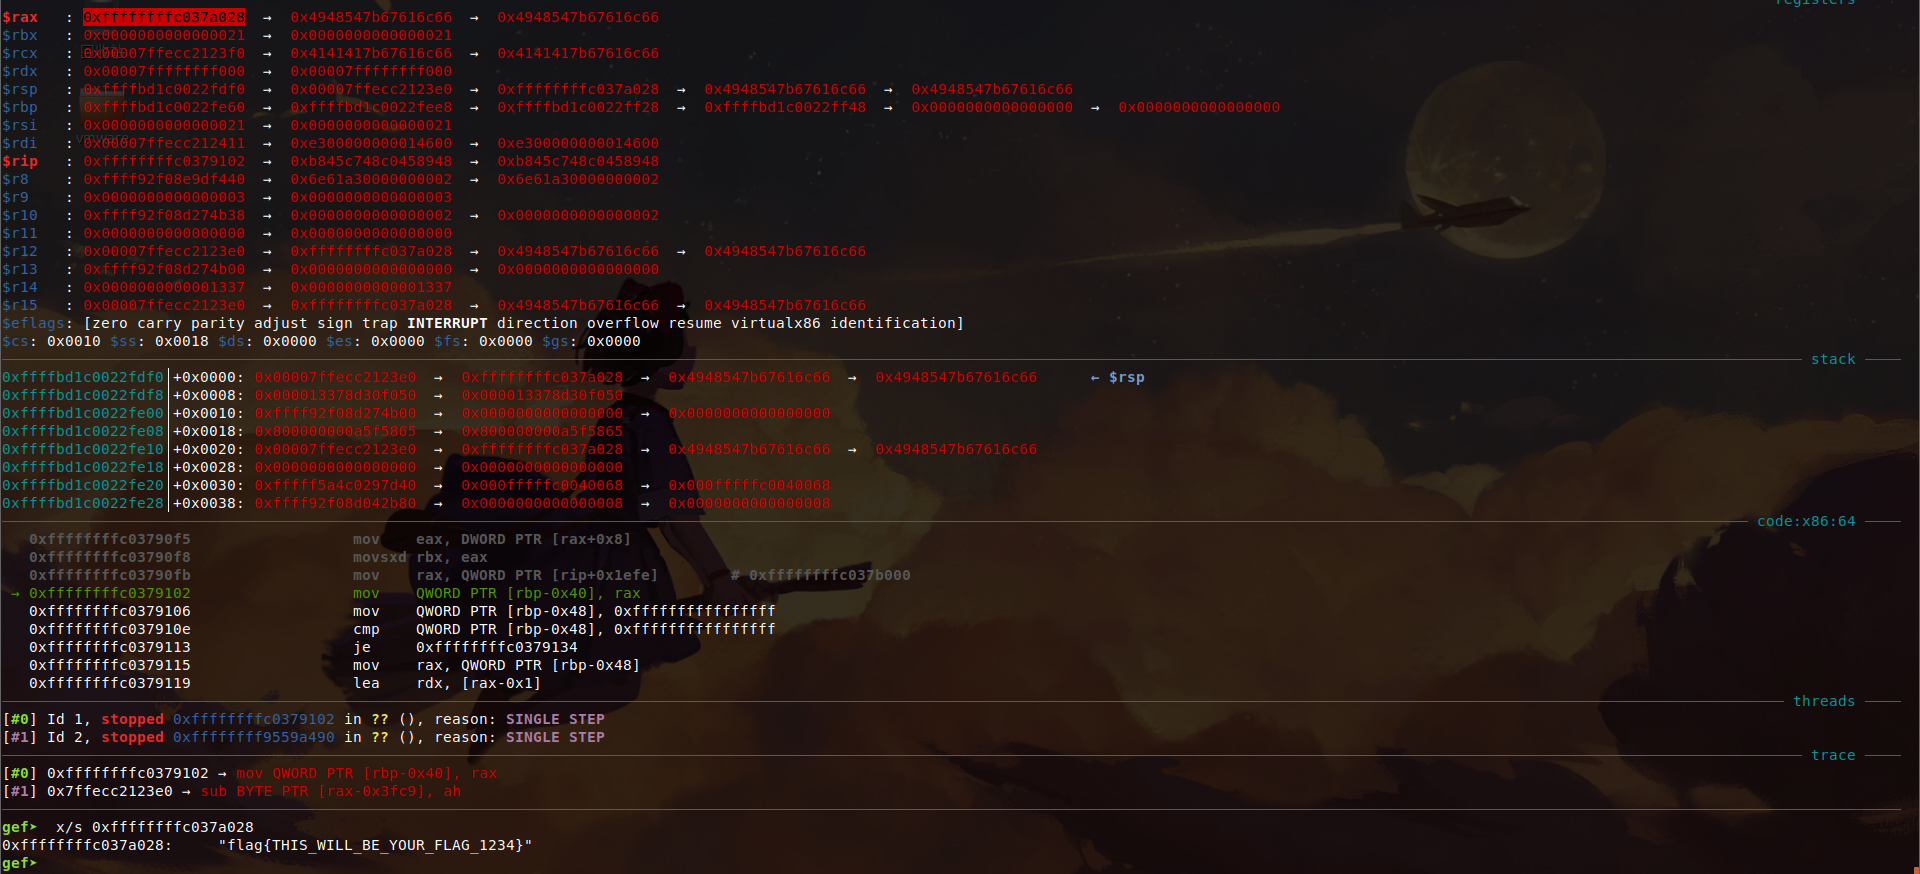 registers
$rax : 0xffffffffc037a028 → 0x4948547b67616c66 → 0x4948547b67616c66
$rbx : 0x0000000000000021 → 0x0000000000000021
$rcx : 0x00007ffecc2123f0 → 0x4141417b67616c66 → 0x4141417b67616c66
$rdx : 0x00007ffffffff000 → 0x00007ffffffff000
$rsp : 0xffffbd1c0022fdf0 → 0x00007ffecc2123e0 → 0xffffffffc037a028 → 0x4948547b67616c66 → 0x4948547b67616c66
$rbp : 0xffffbd1c0022fe60 → 0xffffbd1c0022fee8 → 0xffffbd1c0022ff28 → 0xffffbd1c0022ff48 → 0x0000000000000000 → 0x0000000000000000
$rsi : 0x0000000000000021 → 0x0000000000000021
vmware
$rdi : 0x00007ffecc212411 → 0xe300000000014600 → 0xe300000000014600
$rip : 0xffffffffc0379102 → 0xb845c748c0458948 → 0xb845c748c0458948
$r8 : 0xffff92f08e9df440 → 0x6e61a30000000002 → 0x6e61a30000000002
$r9 : 0x0000000000000003 → 0x0000000000000003
$r10 : 0xffff92f08d274b38 → 0x0000000000000002 → 0x0000000000000002
$r11 : 0x0000000000000000 → 0x0000000000000000
$r12 : 0x00007ffecc2123e0 → 0xffffffffc037a028 → 0x4948547b67616c66 → 0x4948547b67616c66
$r13 : 0xffff92f08d274b00 → 0x0000000000000000 → 0x0000000000000000
$r14 : 0x0000000000001337 → 0x0000000000001337
$r15 : 0x00007ffecc2123e0 → 0xffffffffc037a028 → 0x4948547b67616c66 → 0x4948547b67616c66
$eflags: [zero carry parity adjust sign trap INTERRUPT direction overflow resume virtualx86 identification]
$cs: 0x0010 $ss: 0x0018 $ds: 0x0000 $es: 0x0000 $fs: 0x0000 $gs: 0x0000
stack
0xffffbd1c0022fdf0│+0x0000: 0x00007ffecc2123e0 → 0xffffffffc037a028 → 0x4948547b67616c66 → 0x4948547b67616c66 ← $rsp
0xffffbd1c0022fdf8│+0x0008: 0x000013378d30f050 → 0x000013378d30f050
0xffffbd1c0022fe00│+0x0010: 0xffff92f08d274b00 → 0x0000000000000000 → 0x0000000000000000
0xffffbd1c0022fe08│+0x0018: 0x800000000a5f5865 → 0x800000000a5f5865
0xffffbd1c0022fe10│+0x0020: 0x00007ffecc2123e0 → 0xffffffffc037a028 → 0x4948547b67616c66 → 0x4948547b67616c66
0xffffbd1c0022fe18│+0x0028: 0x0000000000000000 → 0x0000000000000000
0xffffbd1c0022fe20│+0x0030: 0xfffff5a4c0297d40 → 0x000fffffc0040068 → 0x000fffffc0040068
0xffffbd1c0022fe28│+0x0038: 0xffff92f08d042b80 → 0x0000000000000008 → 0x0000000000000008
code:x86:64
0xffffffffc03790f5 mov eax, DWORD PTR [rax+0x8]
0xffffffffc03790f8 movsxd rbx, eax
0xffffffffc03790fb mov rax, QWORD PTR [rip+0x1efe] # 0xffffffffc037b000
→ 0xffffffffc0379102 mov QWORD PTR [rbp-0x40], rax
0xffffffffc0379106 mov QWORD PTR [rbp-0x48], 0xffffffffffffffff
0xffffffffc037910e cmp QWORD PTR [rbp-0x48], 0xffffffffffffffff
0xffffffffc0379113 je 0xffffffffc0379134
0xffffffffc0379115 mov rax, QWORD PTR [rbp-0x48]
0xffffffffc0379119 lea rdx, [rax-0x1]
threads
[#0] Id 1, stopped 0xffffffffc0379102 in ?? (), reason: SINGLE STEP
[#1] Id 2, stopped 0xffffffff9559a490 in ?? (), reason: SINGLE STEP
trace
[#0] 0xffffffffc0379102 → mov QWORD PTR [rbp-0x40], rax
[#1] 0x7ffecc2123e0 → sub BYTE PTR [rax-0x3fc9], ah
gef➤ x/s 0xffffffffc037a028
0xffffffffc037a028: "flag{THIS_WILL_BE_YOUR_FLAG_1234}"
gef➤